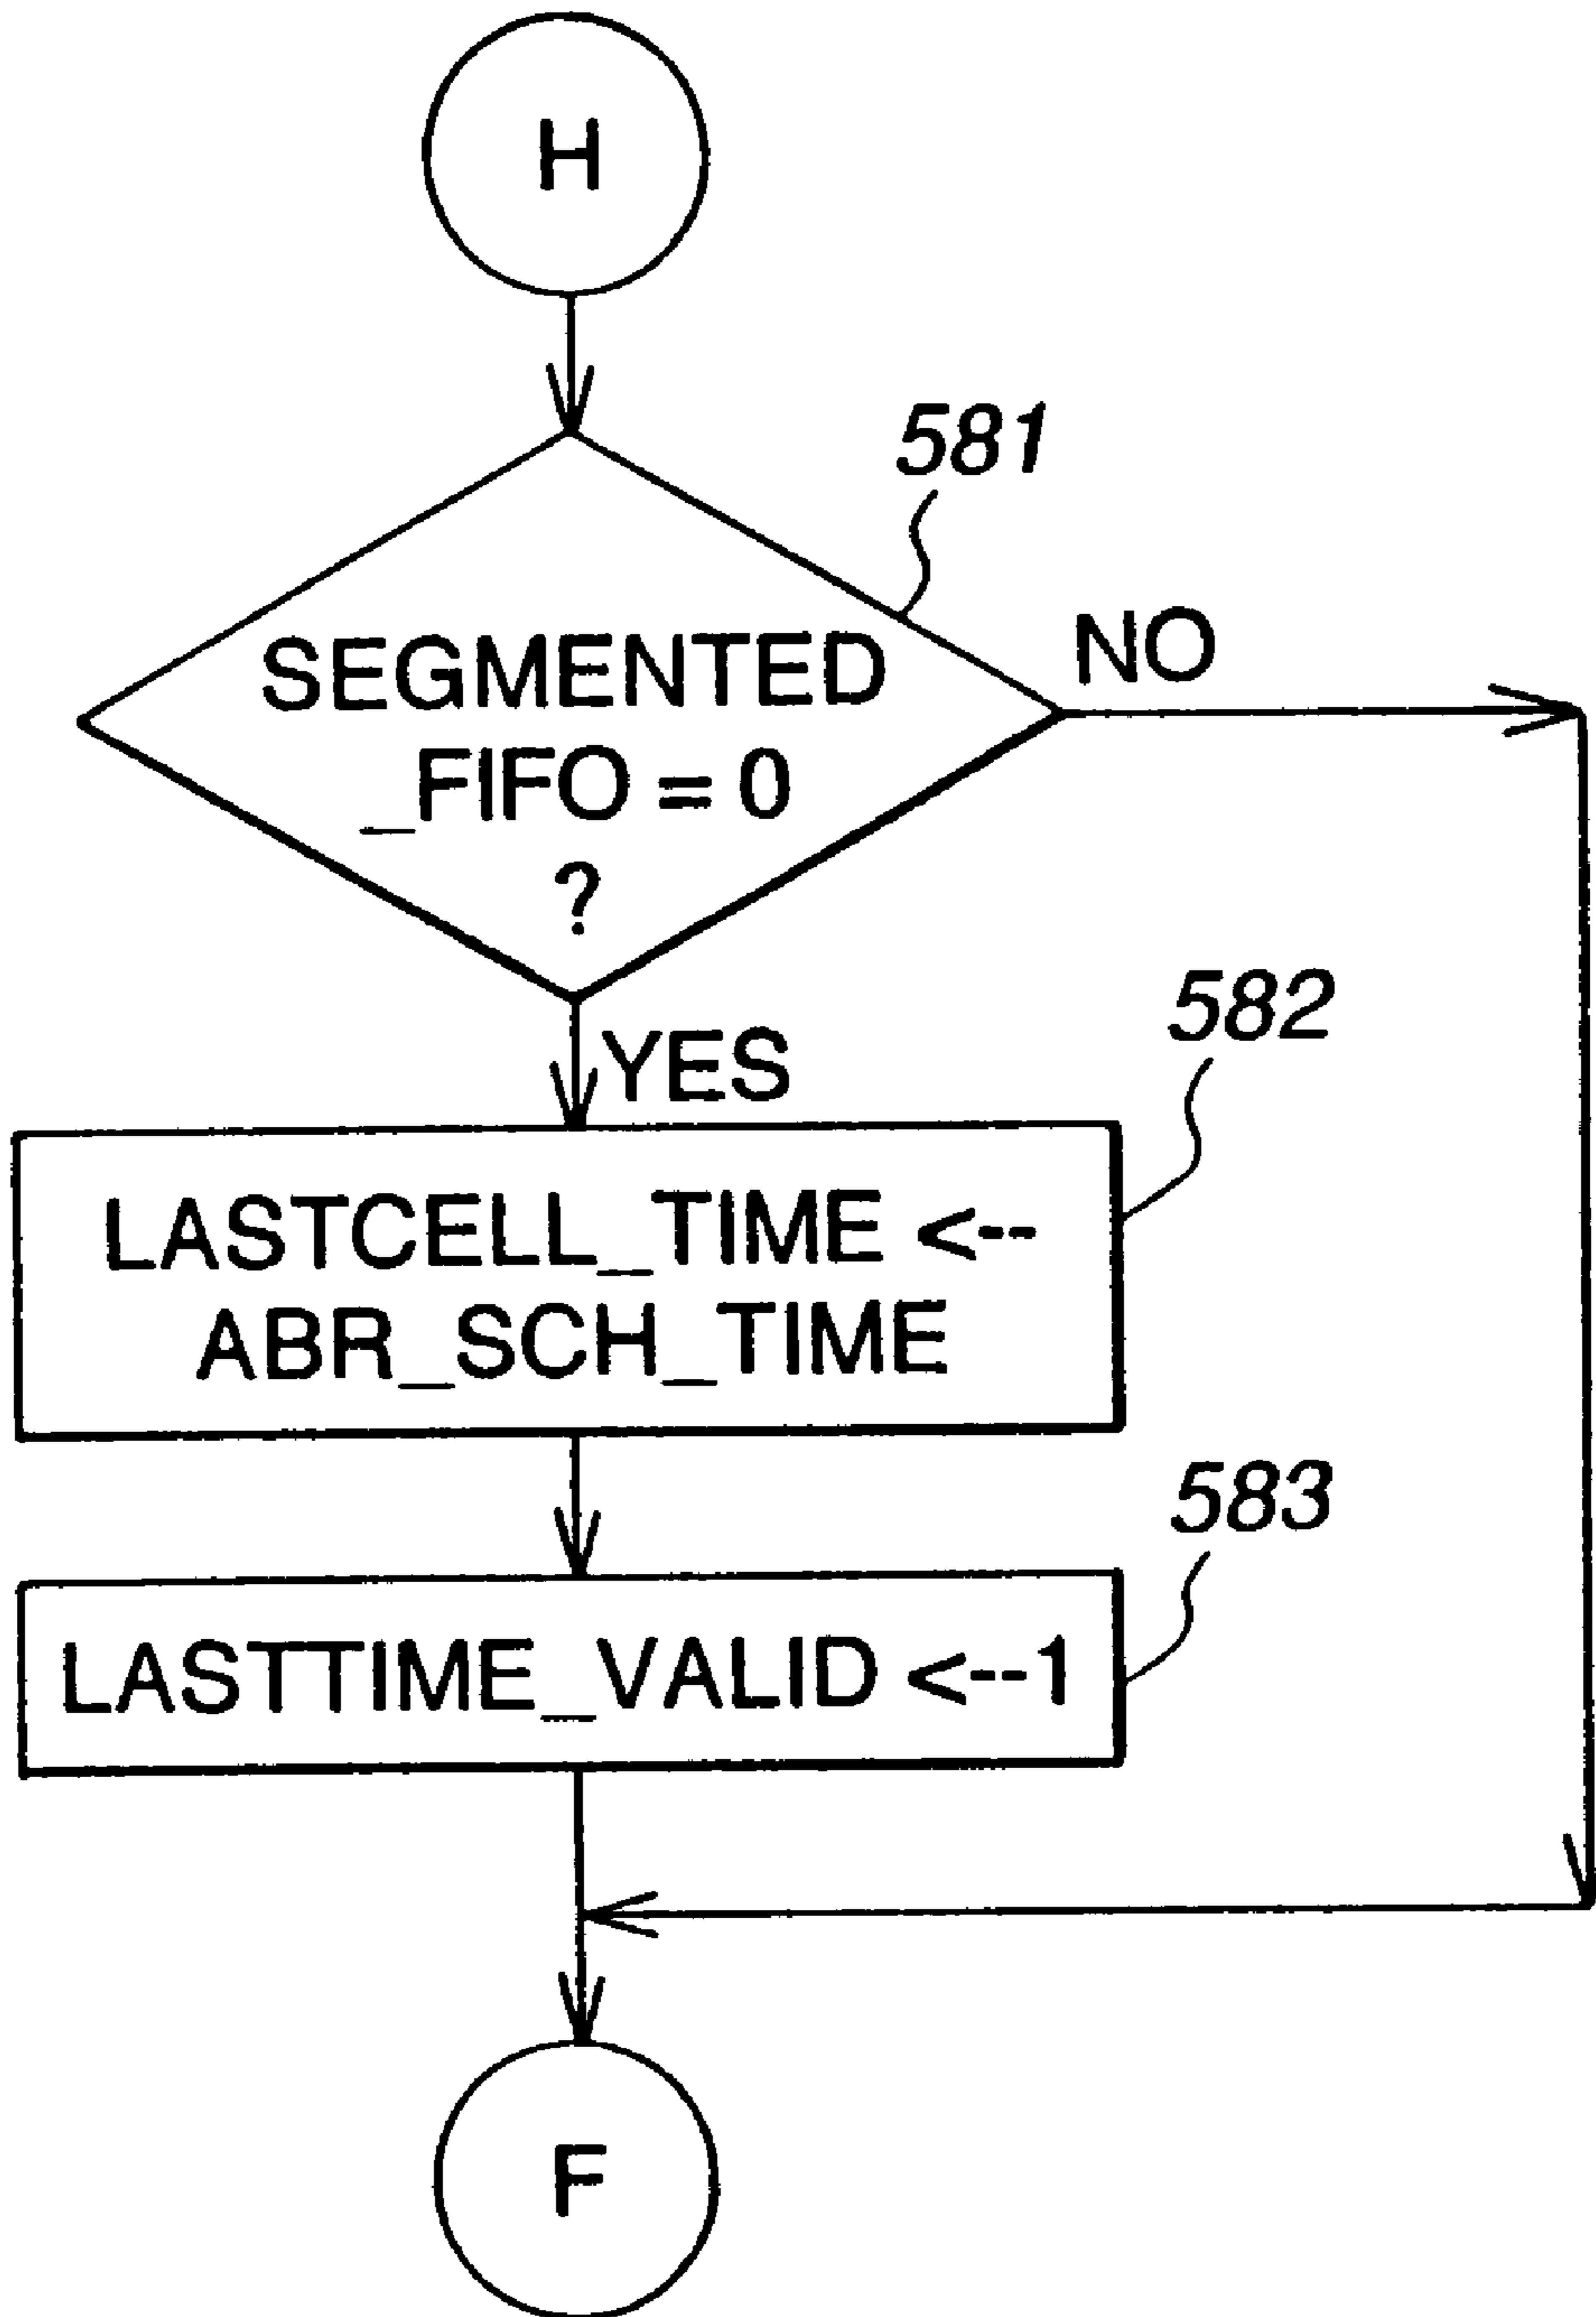 H
581
SEGMENTED
_FIFO = 0
?
NO
YES
582
LASTCELL_TIME <--
ABR_SCH_TIME
583
LASTTIME_VALID <--1
F